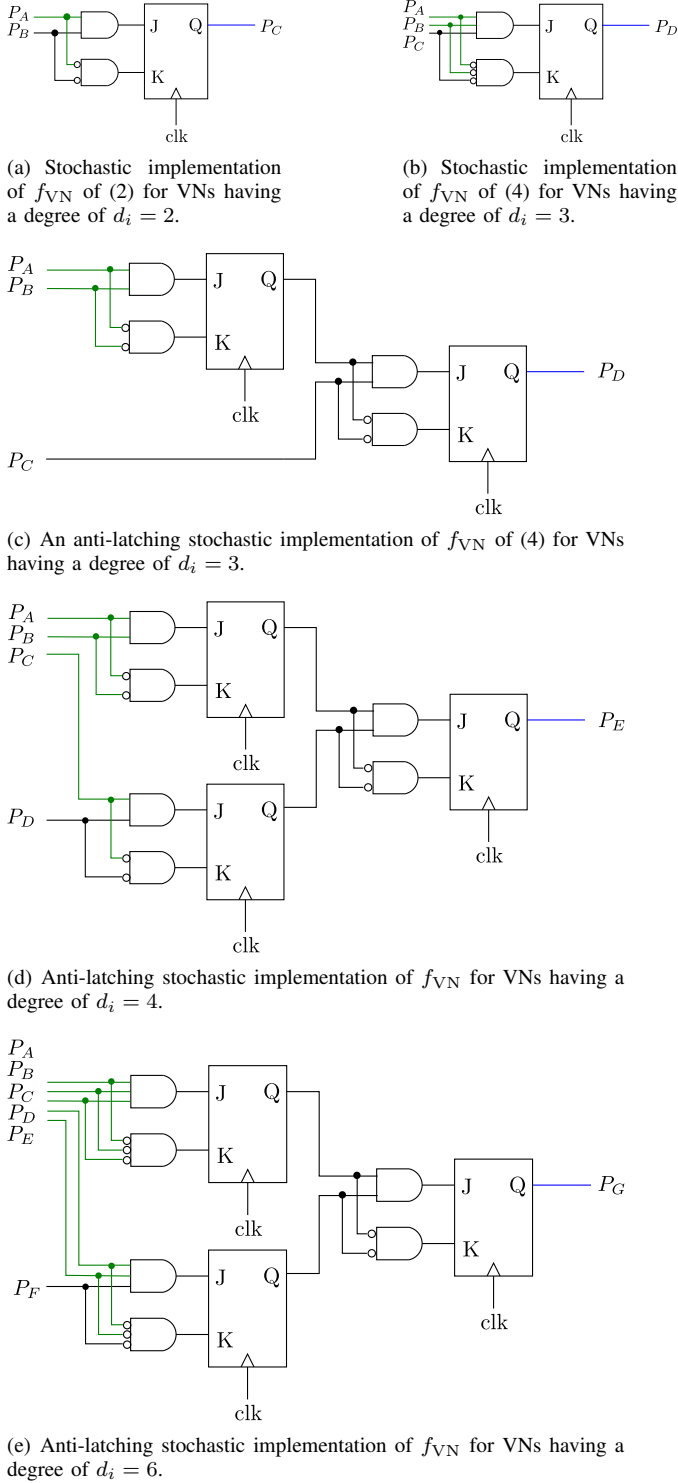 P_A
P_B
J
Q
K
clk
P_C
P_A
P_B
P_C
J
Q
K
clk
P_D
(a) Stochastic implementation
of f_VN of (2) for VNs having
a degree of d_i = 2.
(b) Stochastic implementation
of f_VN of (4) for VNs having
a degree of d_i = 3.
P_A
P_B
J
Q
K
clk
P_C
J
Q
K
clk
P_D
(c) An anti-latching stochastic implementation of f_VN of (4) for VNs
having a degree of d_i = 3.
P_A
P_B
P_C
J
Q
K
clk
P_D
J
Q
K
clk
J
Q
K
clk
P_E
(d) Anti-latching stochastic implementation of f_VN for VNs having a
degree of d_i = 4.
P_A
P_B
P_C
P_D
P_E
J
Q
K
clk
P_F
J
Q
K
clk
J
Q
K
clk
P_G
(e) Anti-latching stochastic implementation of f_VN for VNs having a
degree of d_i = 6.